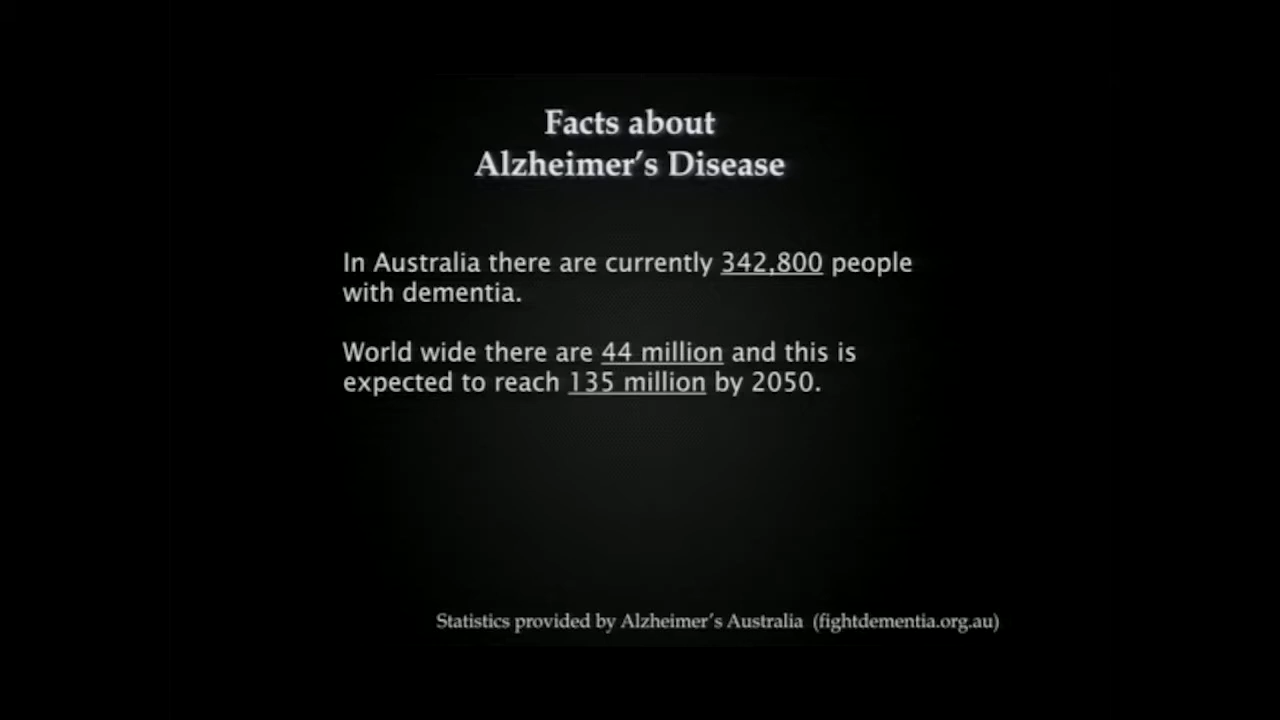 Facts about
Alzheimer’s Disease
In Australia there are currently 342,800 people
with dementia.
World wide there are 44 million and this is
expected to reach 135 million by 2050.
Statistics provided by Alzheimer’s Australia (fightdementia.org.au)